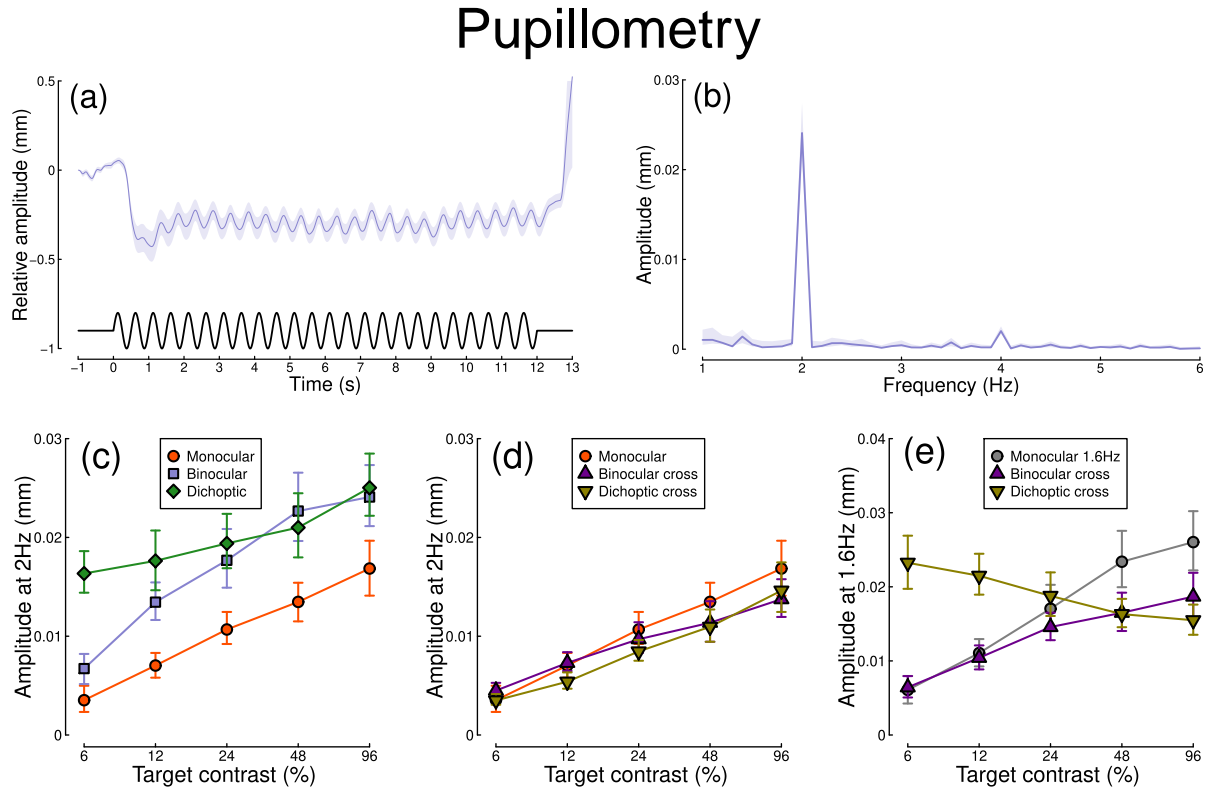 Pupillometry
(a)
Relative amplitude (mm)
0.5
0
−0.5
−1
−1 0 1 2 3 4 5 6 7 8 9 10 11 12 13
Time (s)
(b)
Amplitude (mm)
0.03
0.02
0.01
0
1 2 3 4 5 6
Frequency (Hz)
(c)
Monocular
Binocular
Dichoptic
Amplitude at 2Hz (mm)
0.03
0.02
0.01
0
6 12 24 48 96
Target contrast (%)
(d)
Monocular
Binocular cross
Dichoptic cross
Amplitude at 2Hz (mm)
0.03
0.02
0.01
0
6 12 24 48 96
Target contrast (%)
(e)
Monocular 1.6Hz
Binocular cross
Dichoptic cross
Amplitude at 1.6Hz (mm)
0.04
0.03
0.02
0.01
0
6 12 24 48 96
Target contrast (%)